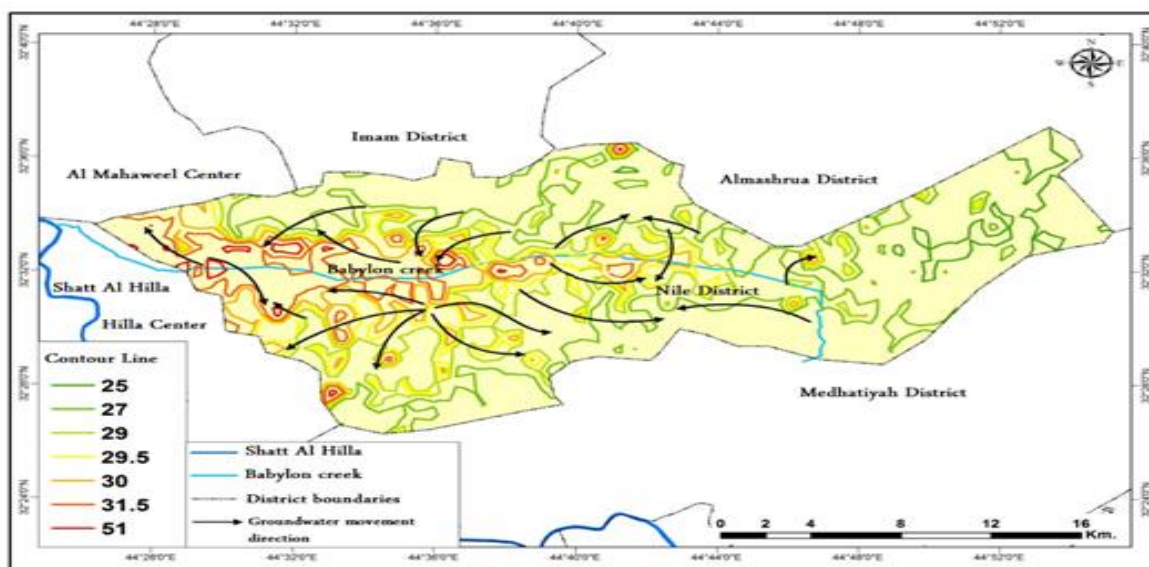 44°28'0"E 44°32'0"E 44°36'0"E 44°40'0"E 44°44'0"E 44°48'0"E 44°52'0"E
Imam District
Al Mahaweel Center
Almashrua District
Babylon creek
Shatt Al Hilla
Nile District
Hilla Center
Medhatiyah District
Contour Line
25
27
29
29.5
30
31.5
51
Shatt Al Hilla
Babylon creek
District boundaries
Groundwater movement
direction
0 2 4 8 12 16
Km.
44°28'0"E 44°32'0"E 44°36'0"E 44°40'0"E 44°44'0"E 44°48'0"E 44°52'0"E